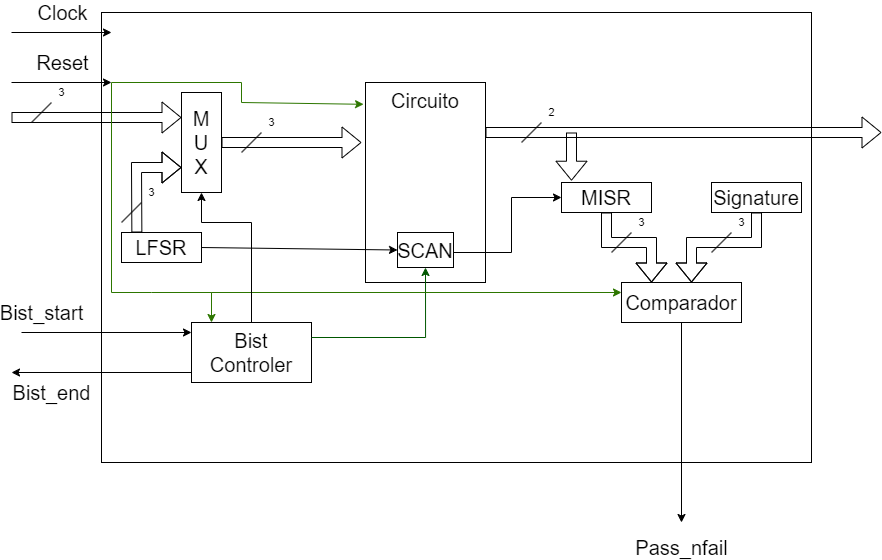 Clock
Reset
3
M
U
X
3
3
Circuito
2
MISR
Signature
3
3
LFSR
SCAN
Comparador
Bist_start
Bist
Controler
Bist_end
Pass_nfail